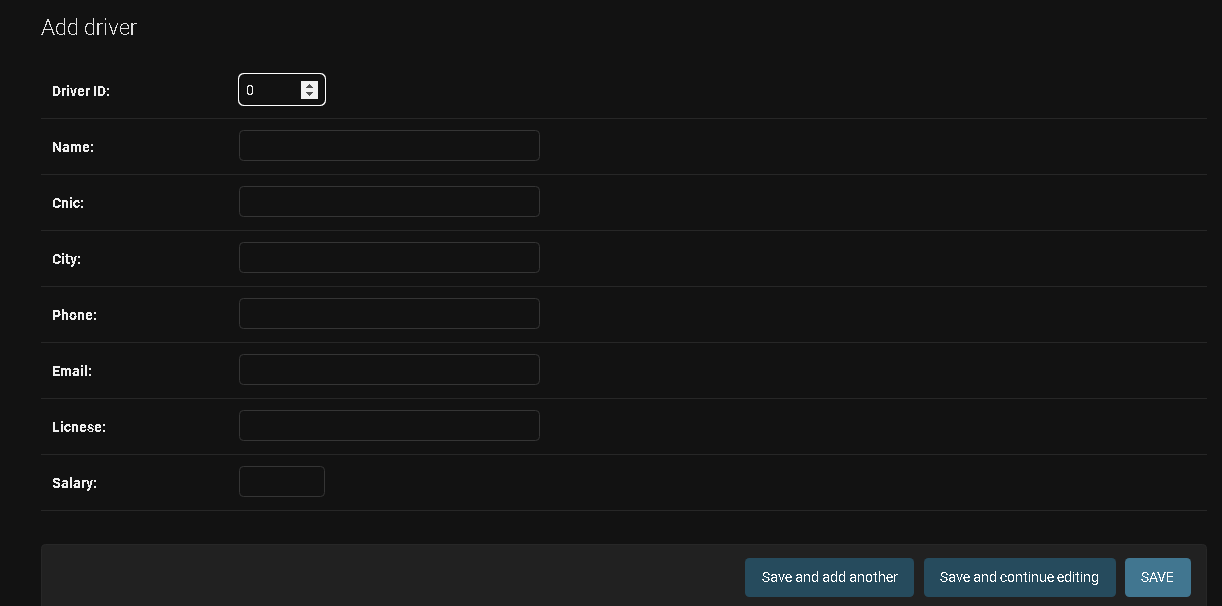 Add driver
Driver ID: 0
Name:
Cnic:
City:
Phone:
Email:
Licnese:
Salary:
Save and add another Save and continue editing SAVE